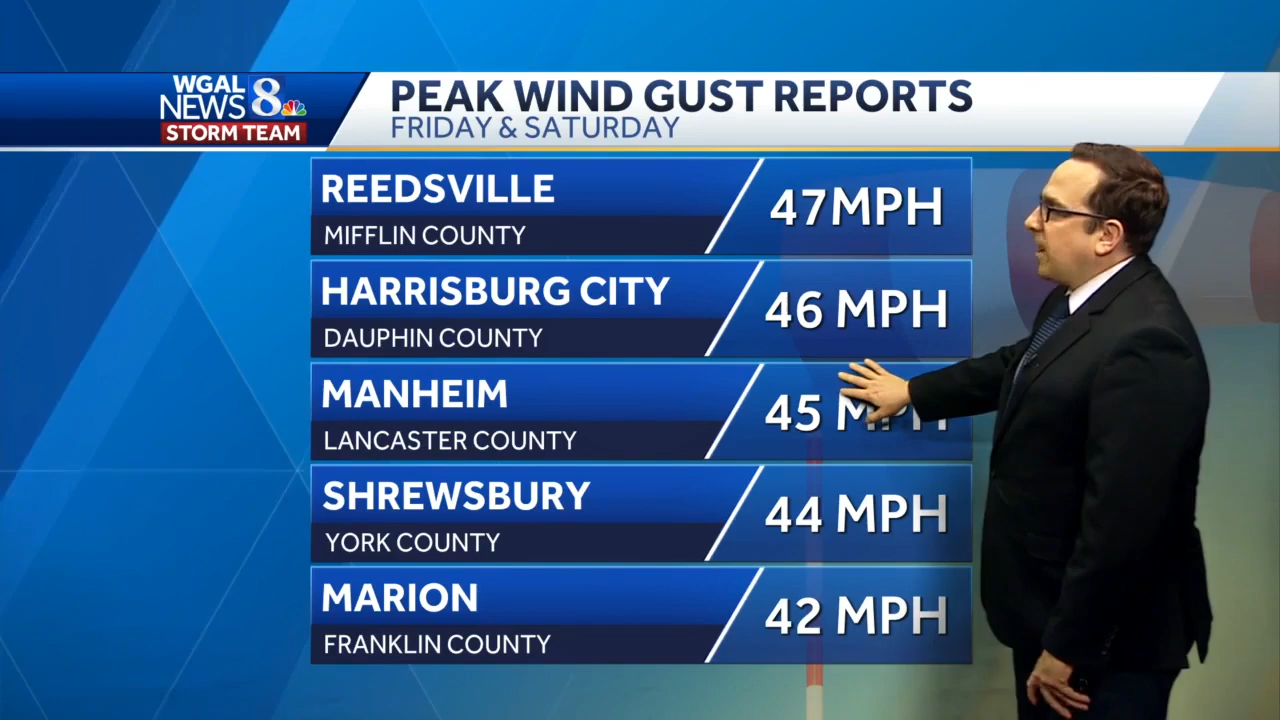 WGAL
NEWS 8
STORM TEAM
PEAK WIND GUST REPORTS
FRIDAY & SATURDAY
REEDSVILLE
MIFFLIN COUNTY
47MPH
HARRISBURG CITY
DAUPHIN COUNTY
46 MPH
MANHEIM
LANCASTER COUNTY
45 MPH
SHREWSBURY
YORK COUNTY
44 MPH
MARION
FRANKLIN COUNTY
42 MPH